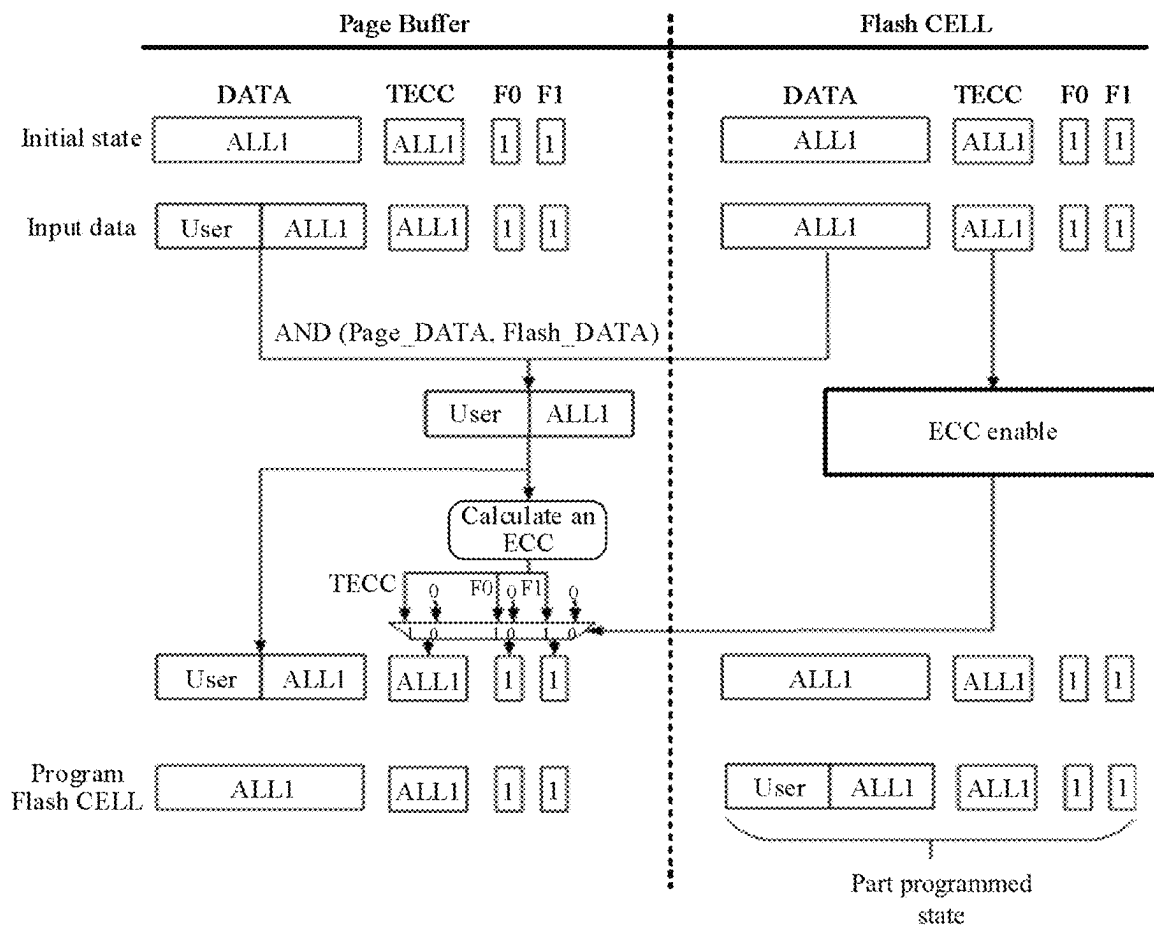 Page Buffer Flash CELL
DATA TECC F0 F1 DATA TECC F0 F1
Initial state ALL1 ALL1 1 1 ALL1 ALL1 1 1
Input data User ALL1 ALL1 1 1 ALL1 ALL1 1 1
AND (Page_DATA, Flash_DATA)
User ALL1 ECC enable
Calculate an
ECC
TECC 0 F0 0 F1 0
1 0 1 0 1 0
User ALL1 ALL1 1 1 ALL1 ALL1 1 1
Program
Flash CELL ALL1 ALL1 1 1 User ALL1 ALL1 1 1
Part programmed
state